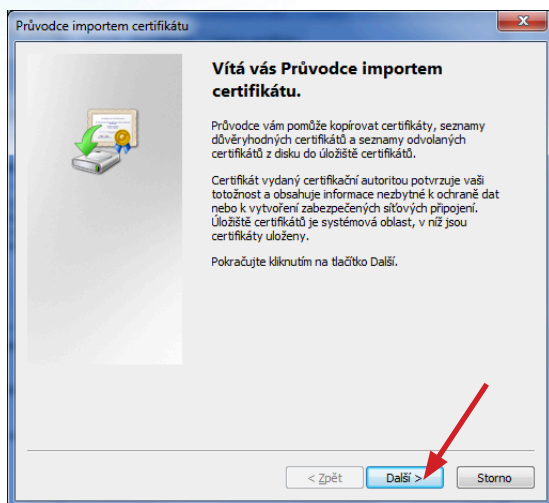 Průvodce importem certifikátu
x
Vítá vás Průvodce importem
certifikátu.
Průvodce vám pomůže kopírovat certifikáty, seznamy
důvěryhodných certifikátů a seznamy odvolaných
certifikátů z disku do úložiště certifikátů.
Certifikát vydaný certifikační autoritou potvrzuje vaši
totožnost a obsahuje informace nezbytné k ochraně dat
nebo k vytvoření zabezpečených síťových připojení.
Úložiště certifikátů je systémová oblast, v níž jsou
certifikáty uloženy.
Pokračujte kliknutím na tlačítko Další.
< Zpět
Další >
Storno